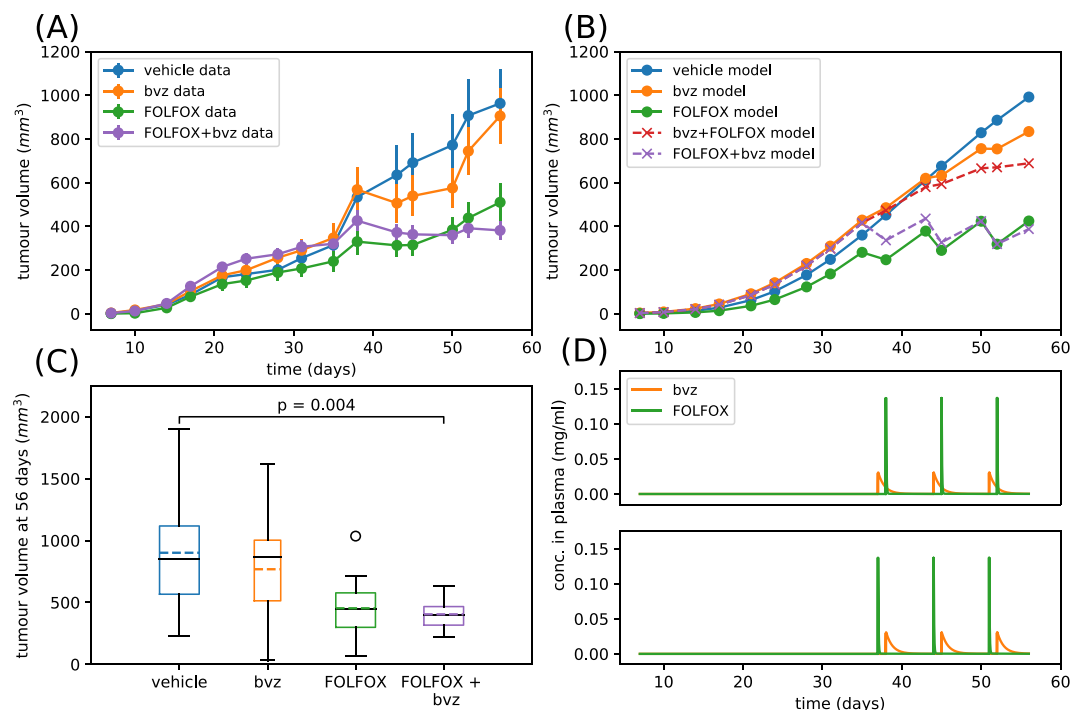 (A)
1200
1000
800
600
400
200
0
tumour volume (mm³)
vehicle data
bvz data
FOLFOX data
FOLFOX+bvz data
10 20 30 40 50 60
time (days)
(B)
1200
1000
800
600
400
200
0
tumour volume (mm³)
vehicle model
bvz model
FOLFOX model
bvz+FOLFOX model
FOLFOX+bvz model
10 20 30 40 50 60
(C)
2000
1500
1000
500
0
tumour volume at 56 days (mm³)
p = 0.004
vehicle
bvz
FOLFOX
FOLFOX +
bvz
(D)
0.15
0.10
0.05
0.00
conc. in plasma (mg/ml)
bvz
FOLFOX
0.15
0.10
0.05
0.00
10 20 30 40 50 60
time (days)